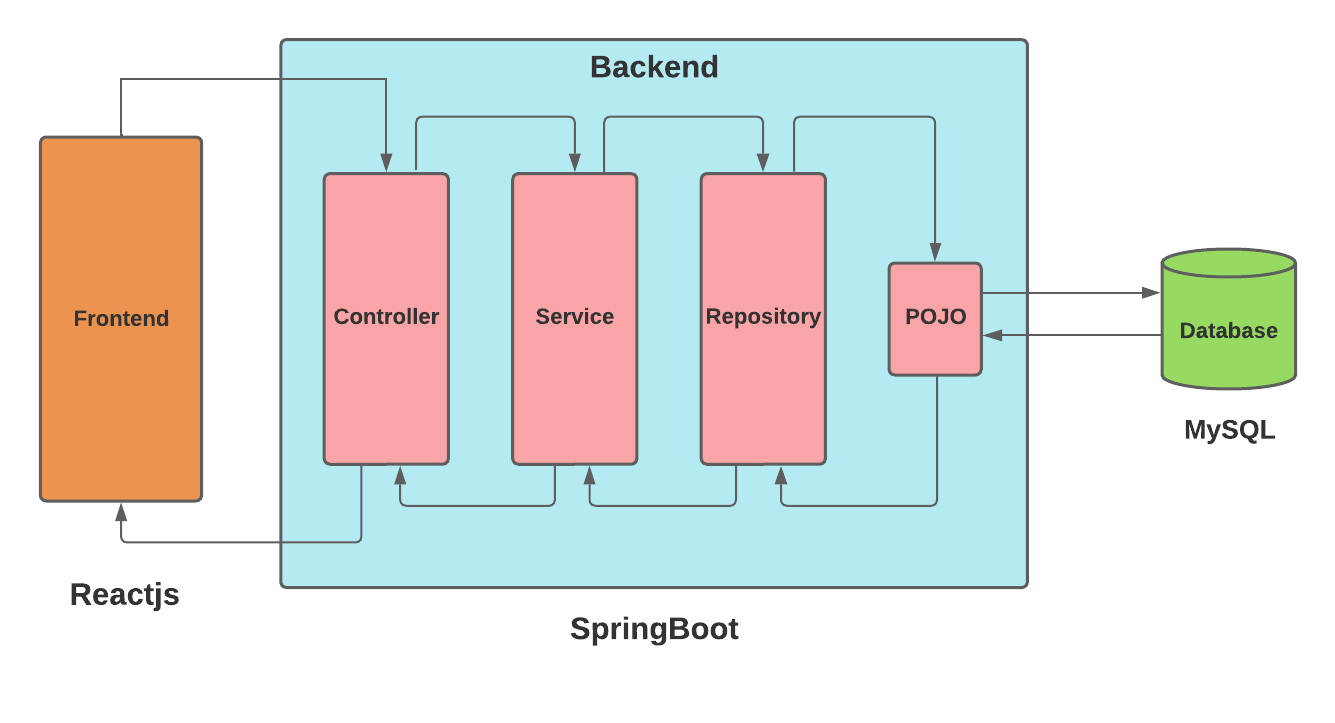 Backend
Frontend
Controller
Service
Repository
POJO
Database
MySQL
Reactjs
SpringBoot